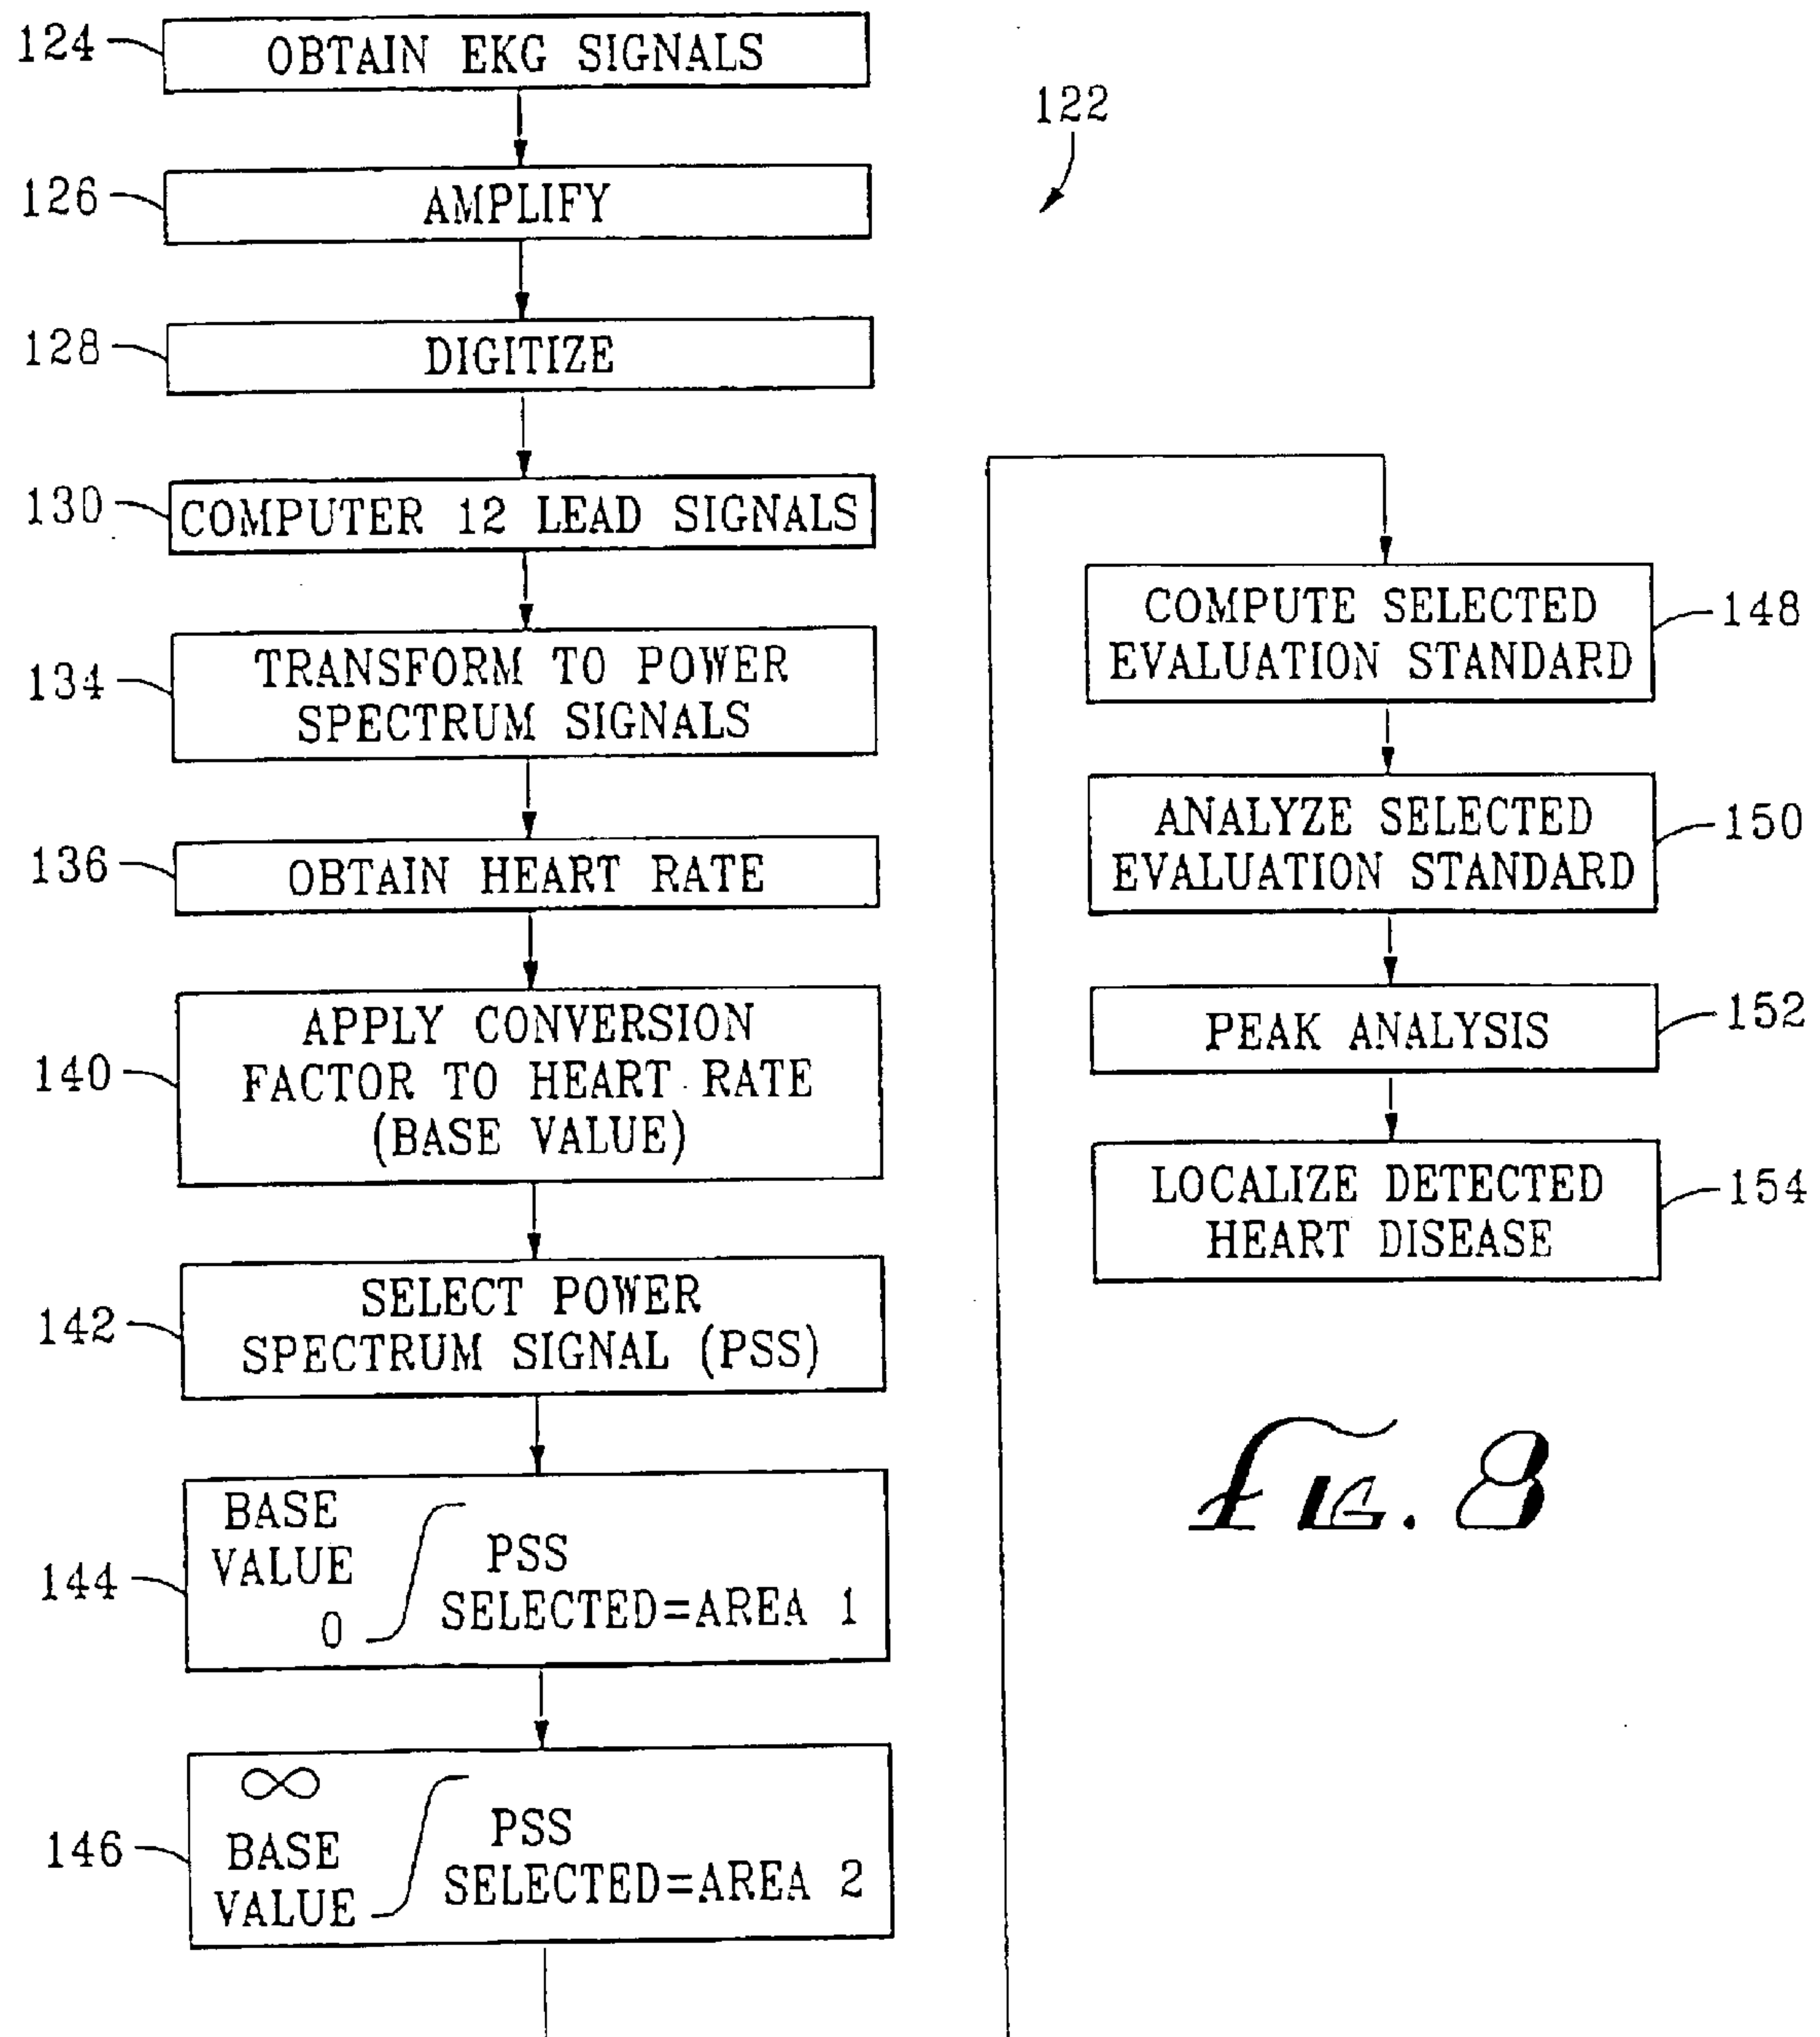 124
OBTAIN EKG SIGNALS
126
AMPLIFY
128
DIGITIZE
130
COMPUTER 12 LEAD SIGNALS
134
TRANSFORM TO POWER
SPECTRUM SIGNALS
136
OBTAIN HEART RATE
140
APPLY CONVERSION
FACTOR TO HEART RATE
(BASE VALUE)
142
SELECT POWER
SPECTRUM SIGNAL (PSS)
144
BASE
VALUE
0
PSS
SELECTED=AREA 1
146
∞
BASE
VALUE
PSS
SELECTED=AREA 2
122
COMPUTE SELECTED
EVALUATION STANDARD
148
ANALYZE SELECTED
EVALUATION STANDARD
150
PEAK ANALYSIS
152
LOCALIZE DETECTED
HEART DISEASE
154
FIG. 8